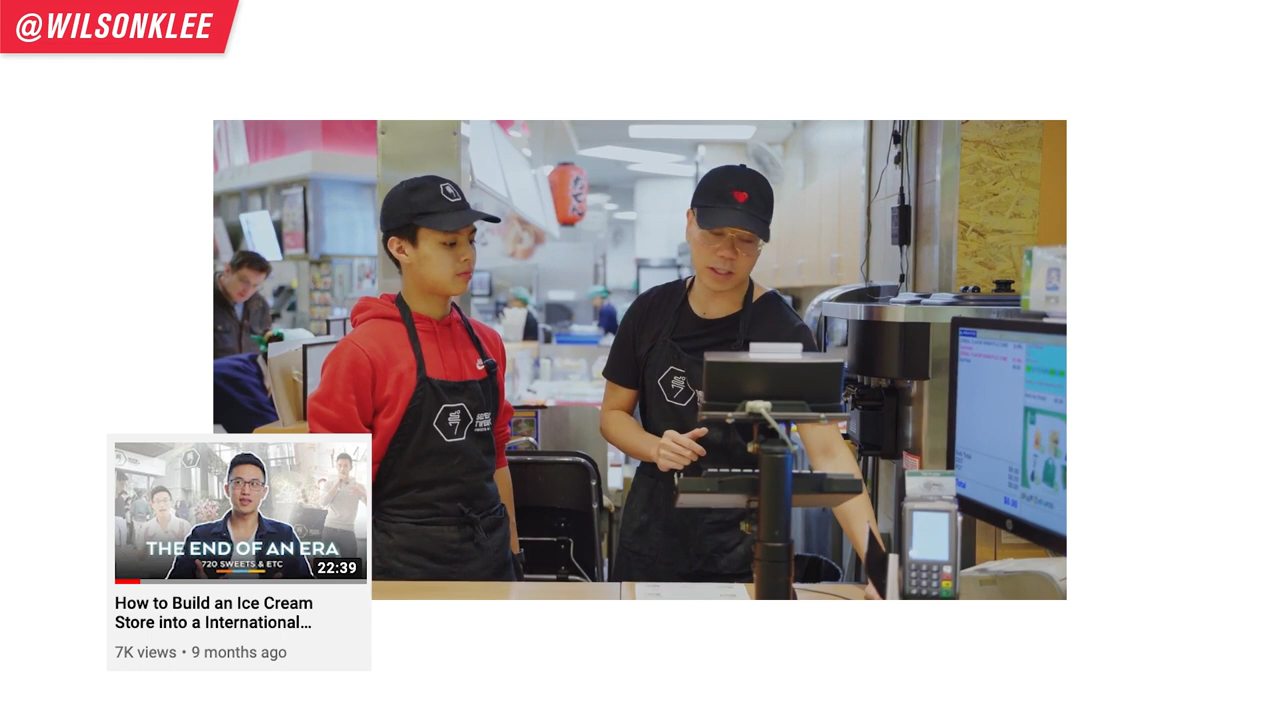 @WILSONKLEE
THE END OF AN ERA
720 SWEETS & ETC
22:39
How to Build an Ice Cream
Store into a International...
7K views • 9 months ago